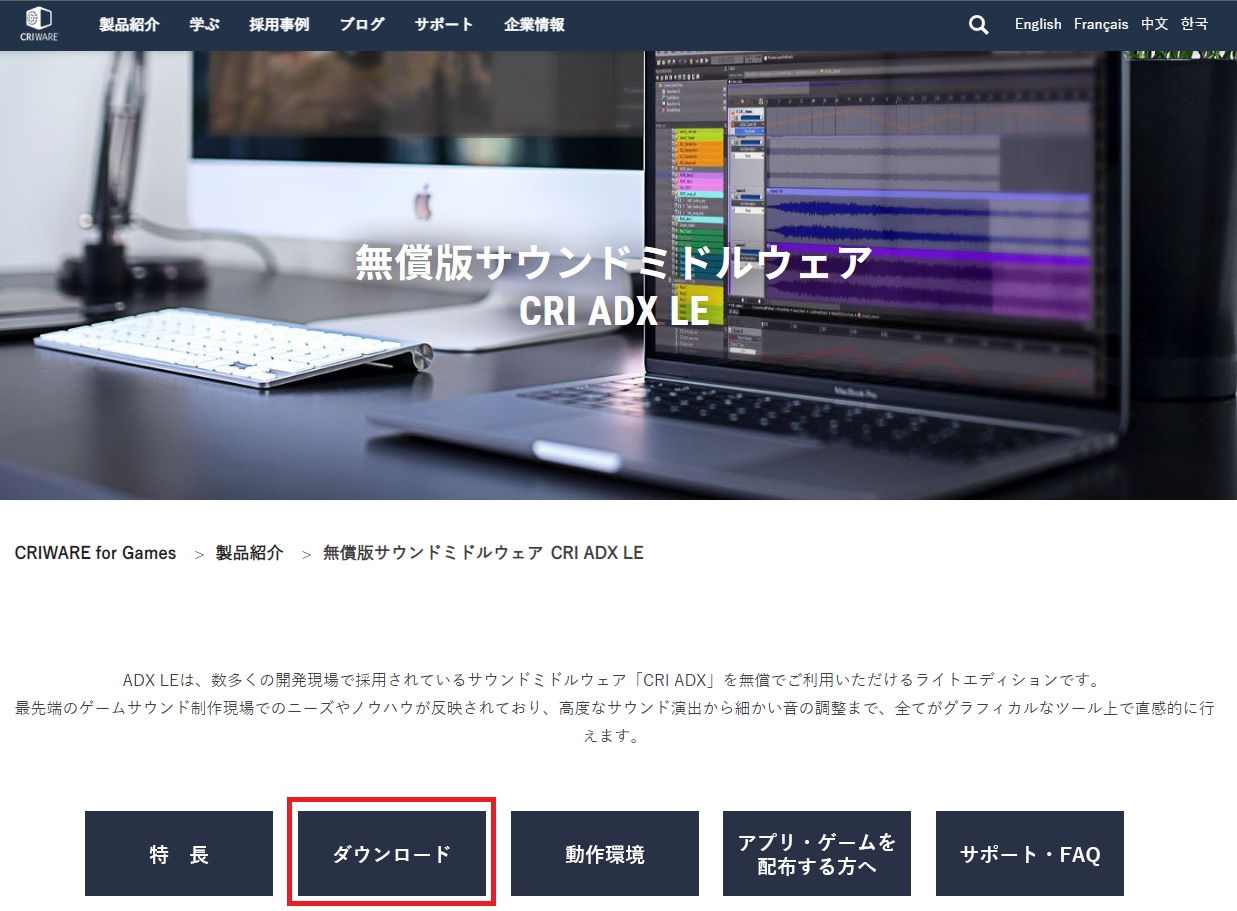 CRIWARE
製品紹介 学ぶ 採用事例 ブログ サポート 企業情報
English Français 中文 한국
無償版サウンドミドルウェア
CRI ADX LE
MacBook Pro
CRIWARE for Games > 製品紹介 > 無償版サウンドミドルウェア CRI ADX LE
ADX LEは、数多くの開発現場で採用されているサウンドミドルウェア「CRI ADX」を無償でご利用いただけるライトエディションです。
最先端のゲームサウンド制作現場でのニーズやノウハウが反映されており、高度なサウンド演出から細かい音の調整まで、全てがグラフィカルなツール上で直感的に行
えます。
特　長
ダウンロード
動作環境
アプリ・ゲームを
配布する方へ
サポート・FAQ